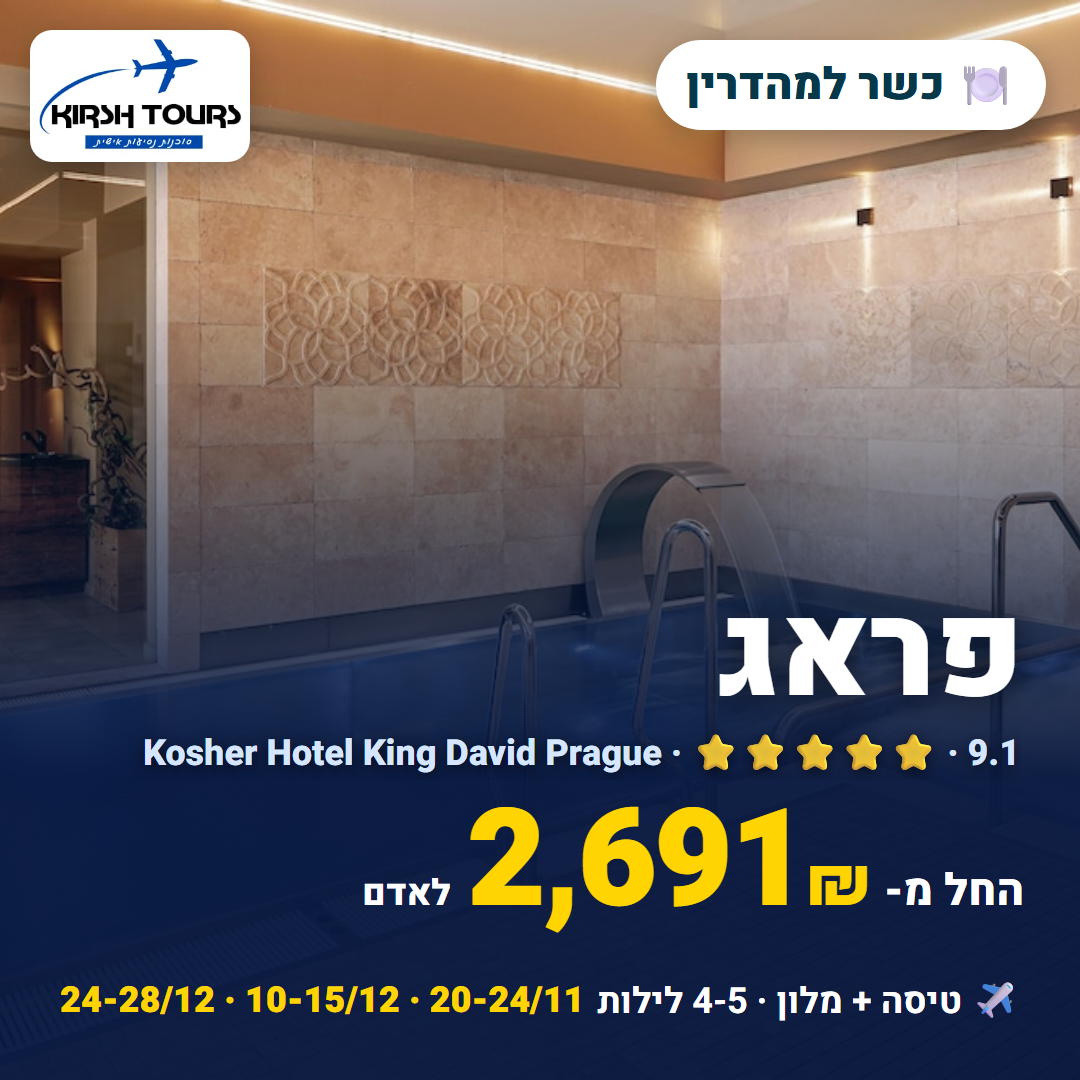 KIRSH TOURS
סוכנות נסיעות אישית
כשר למהדרין
פראג
9.1 · ⭐⭐⭐⭐⭐ · Kosher Hotel King David Prague
החל מ- ₪2,691 לאדם
טיסה + מלון · 4-5 לילות 20-24/11 · 10-15/12 · 24-28/12